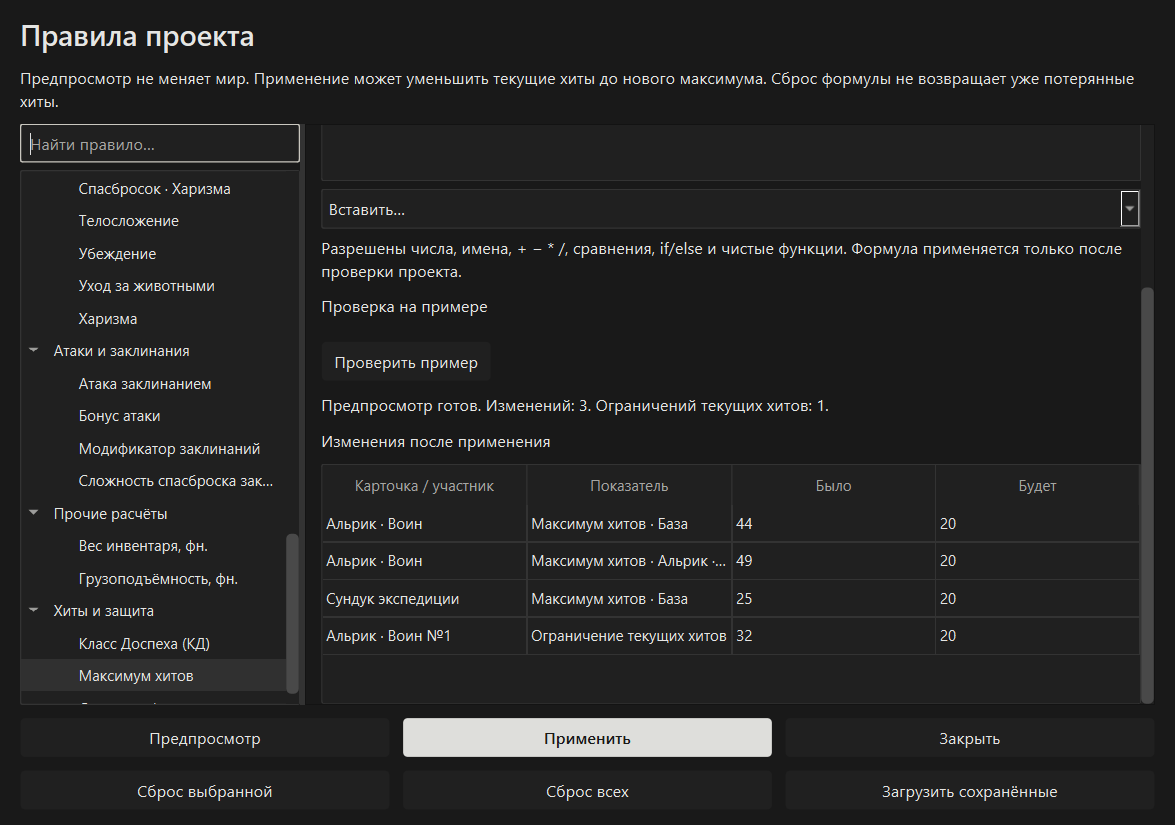 Правила проекта
Предпросмотр не меняет мир. Применение может уменьшить текущие хиты до нового максимума. Сброс формулы не возвращает уже потерянные
хиты.
Найти правило...
Спасбросок · Харизма
Телосложение
Убеждение
Уход за животными
Харизма
Атаки и заклинания
Атака заклинанием
Бонус атаки
Модификатор заклинаний
Сложность спасброска зак...
Прочие расчёты
Вес инвентаря, фн.
Грузоподъёмность, фн.
Хиты и защита
Класс Доспеха (КД)
Максимум хитов
Вставить...
Разрешены числа, имена, + − * /, сравнения, if/else и чистые функции. Формула применяется только после
проверки проекта.
Проверка на примере
Проверить пример
Предпросмотр готов. Изменений: 3. Ограничений текущих хитов: 1.
Изменения после применения
Карточка / участник Показатель Было Будет
Альрик · Воин Максимум хитов · База 44 20
Альрик · Воин Максимум хитов · Альрик ·... 49 20
Сундук экспедиции Максимум хитов · База 25 20
Альрик · Воин №1 Ограничение текущих хитов 32 20
Предпросмотр Применить Закрыть
Сброс выбранной Сброс всех Загрузить сохранённые